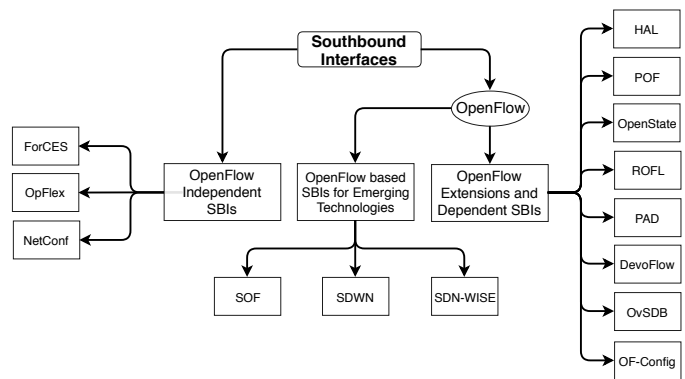 Southbound
Interfaces
OpenFlow
OpenFlow
Independent
SBIs
OpenFlow based
SBIs for Emerging
Technologies
OpenFlow
Extensions and
Dependent SBIs
ForCES
OpFlex
NetConf
SOF
SDWN
SDN-WISE
HAL
POF
OpenState
ROFL
PAD
DevoFlow
OvSDB
OF-Config